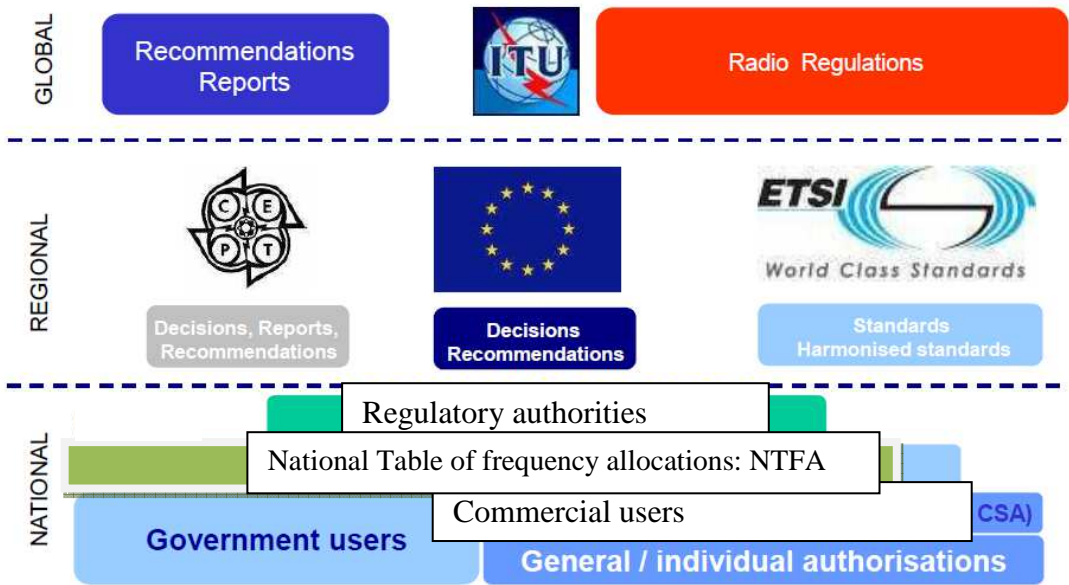 GLOBAL
Recommendations
Reports
ITU
Radio Regulations
REGIONAL
C E
P T
ETSI
World Class Standards
Decisions, Reports,
Recommendations
Decisions
Recommendations
Standards
Harmonised standards
NATIONAL
Regulatory authorities
National Table of frequency allocations: NTFA
Commercial users
CSA)
Government users
General / individual authorisations